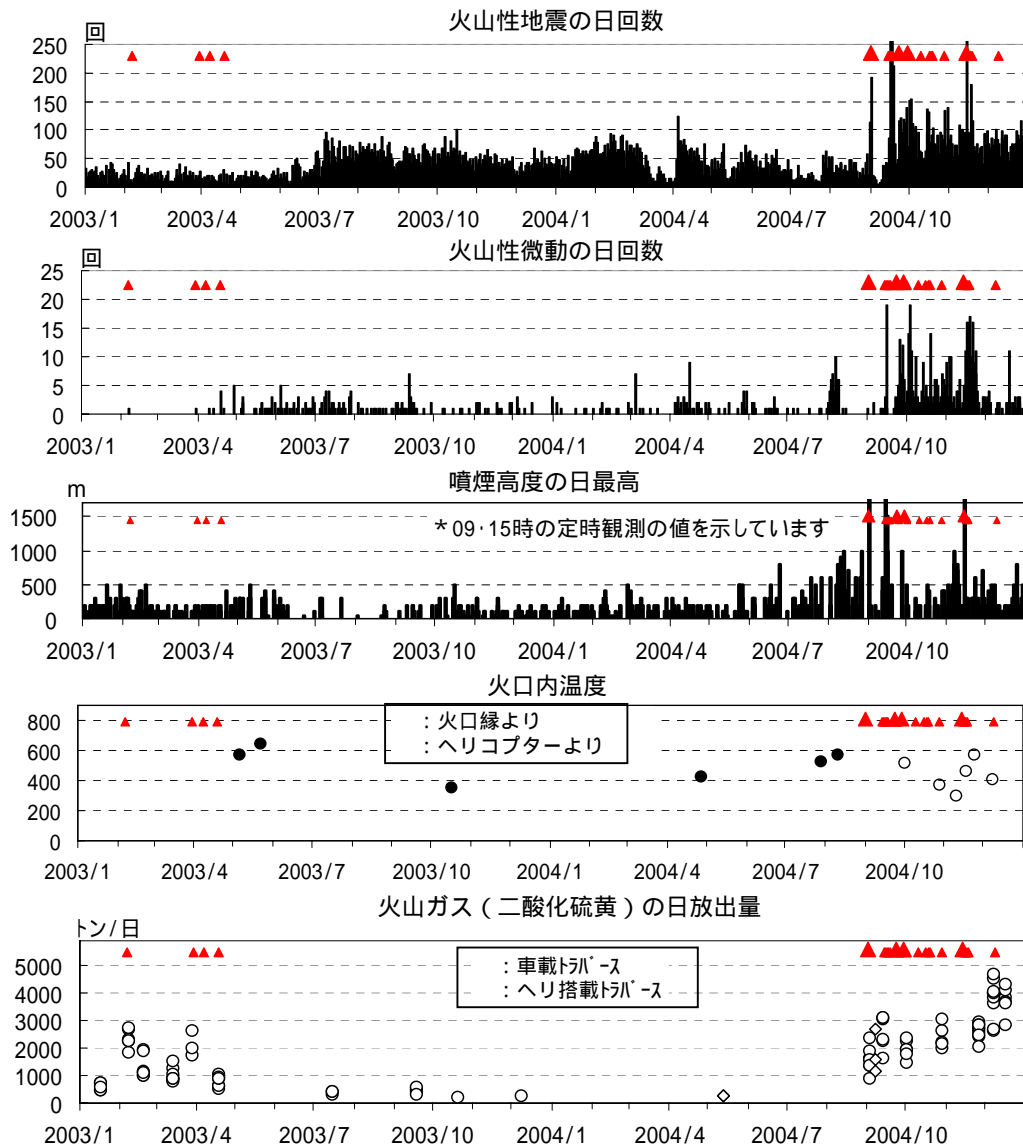 火山性地震の日回数
回
250
200
150
100
50
0
2003/1 2003/4 2003/7 2003/10 2004/1 2004/4 2004/7 2004/10
火山性微動の日回数
回
25
20
15
10
5
0
2003/1 2003/4 2003/7 2003/10 2004/1 2004/4 2004/7 2004/10
噴煙高度の日最高
m
1500
1000
500
0
*09・15時の定時観測の値を示しています
2003/1 2003/4 2003/7 2003/10 2004/1 2004/4 2004/7 2004/10
火口内温度
800
600
400
200
0
:火口縁より
:ヘリコプターより
2003/1 2003/4 2003/7 2003/10 2004/1 2004/4 2004/7 2004/10
火山ガス(二酸化硫黄)の日放出量
トン/日
5000
4000
3000
2000
1000
0
:車載トラバース
:ヘリ搭載トラバース
2003/1 2003/4 2003/7 2003/10 2004/1 2004/4 2004/7 2004/10